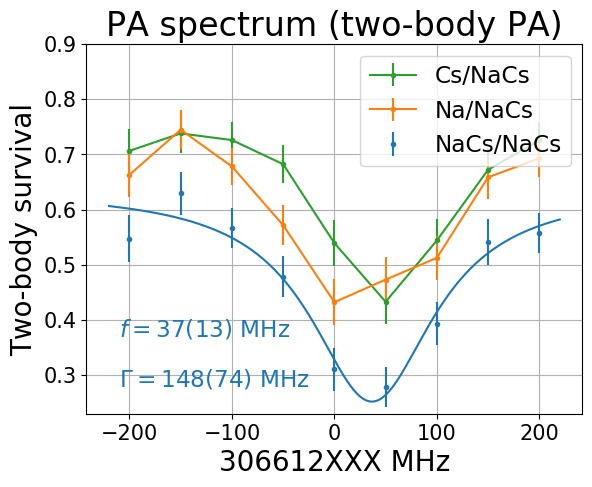 PA spectrum (two-body PA)
Two-body survival
0.9
0.8
0.7
0.6
0.5
0.4
0.3
Cs/NaCs
Na/NaCs
NaCs/NaCs
f = 37(13) MHz
Γ = 148(74) MHz
−200 −100 0 100 200
306612XXX MHz